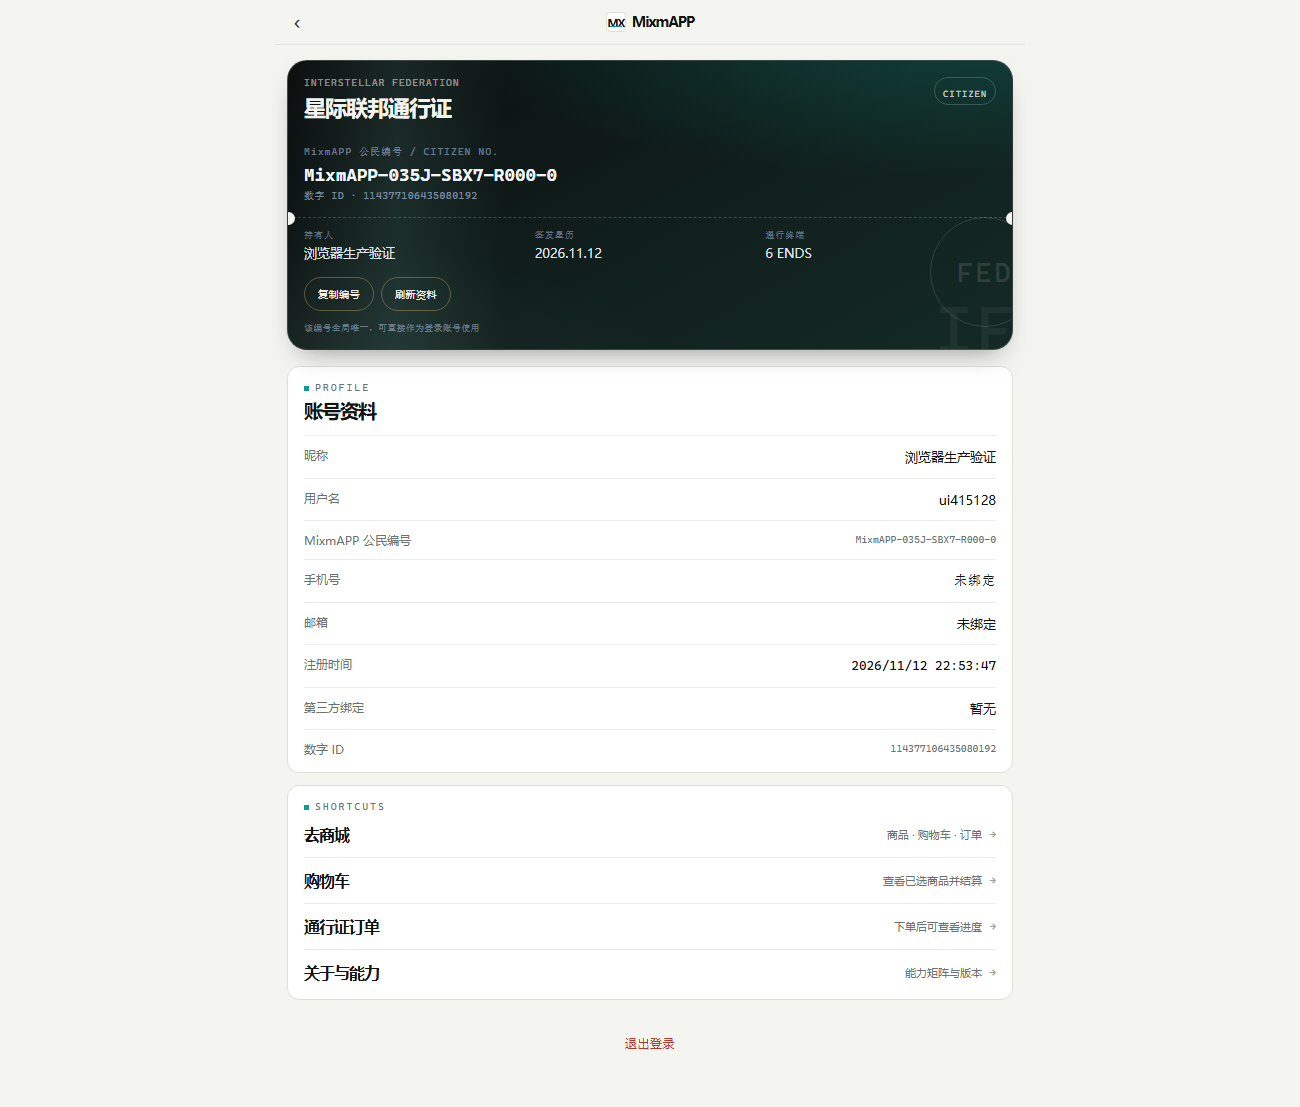 ‹
MX MixmAPP
INTERSTELLAR FEDERATION
CITIZEN
星际联邦通行证
MixmAPP 公民编号 / CITIZEN NO.
MixmAPP-035J-SBX7-R000-0
数字 ID · 114377106435080192
持有人 签发星历 通行终端
浏览器生产验证 2026.11.12 6 ENDS
FED
复制编号 刷新资料
IF
该编号全局唯一，可直接作为登录账号使用
PROFILE
账号资料
昵称 浏览器生产验证
用户名 ui415128
MixmAPP 公民编号 MixmAPP-035J-SBX7-R000-0
手机号 未绑定
邮箱 未绑定
注册时间 2026/11/12 22:53:47
第三方绑定 暂无
数字 ID 114377106435080192
SHORTCUTS
去商城 商品 · 购物车 · 订单 →
购物车 查看已选商品并结算 →
通行证订单 下单后可查看进度 →
关于与能力 能力矩阵与版本 →
退出登录